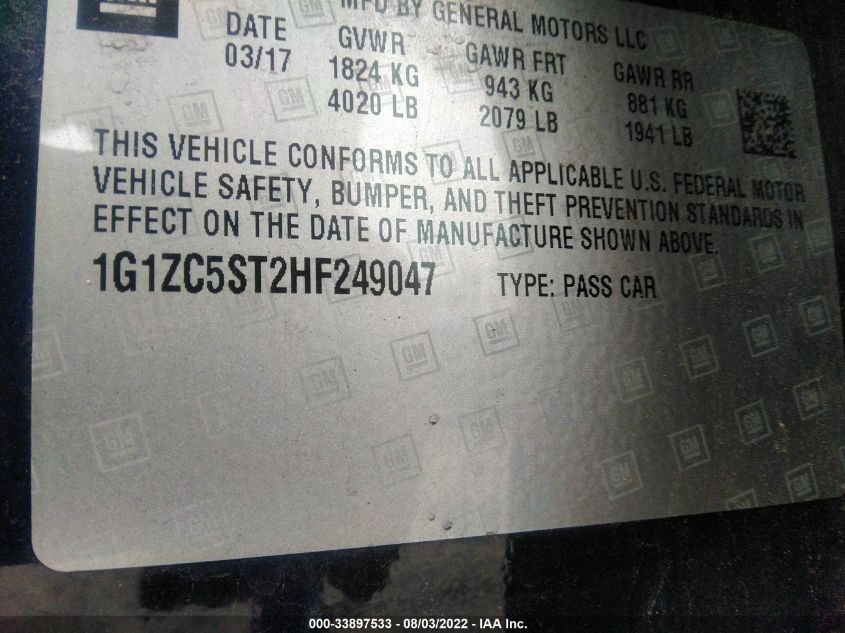 GM
MFD BY GENERAL MOTORS LLC
DATE GVWR GAWR FRT GAWR RR
03/17 1824 KG 943 KG 881 KG
4020 LB 2079 LB 1941 LB
THIS VEHICLE CONFORMS TO ALL APPLICABLE U.S. FEDERAL MOTOR
VEHICLE SAFETY, BUMPER, AND THEFT PREVENTION STANDARDS IN
EFFECT ON THE DATE OF MANUFACTURE SHOWN ABOVE.
1G1ZC5ST2HF249047 TYPE: PASS CAR
000-33897533 - 08/03/2022 - IAA Inc.